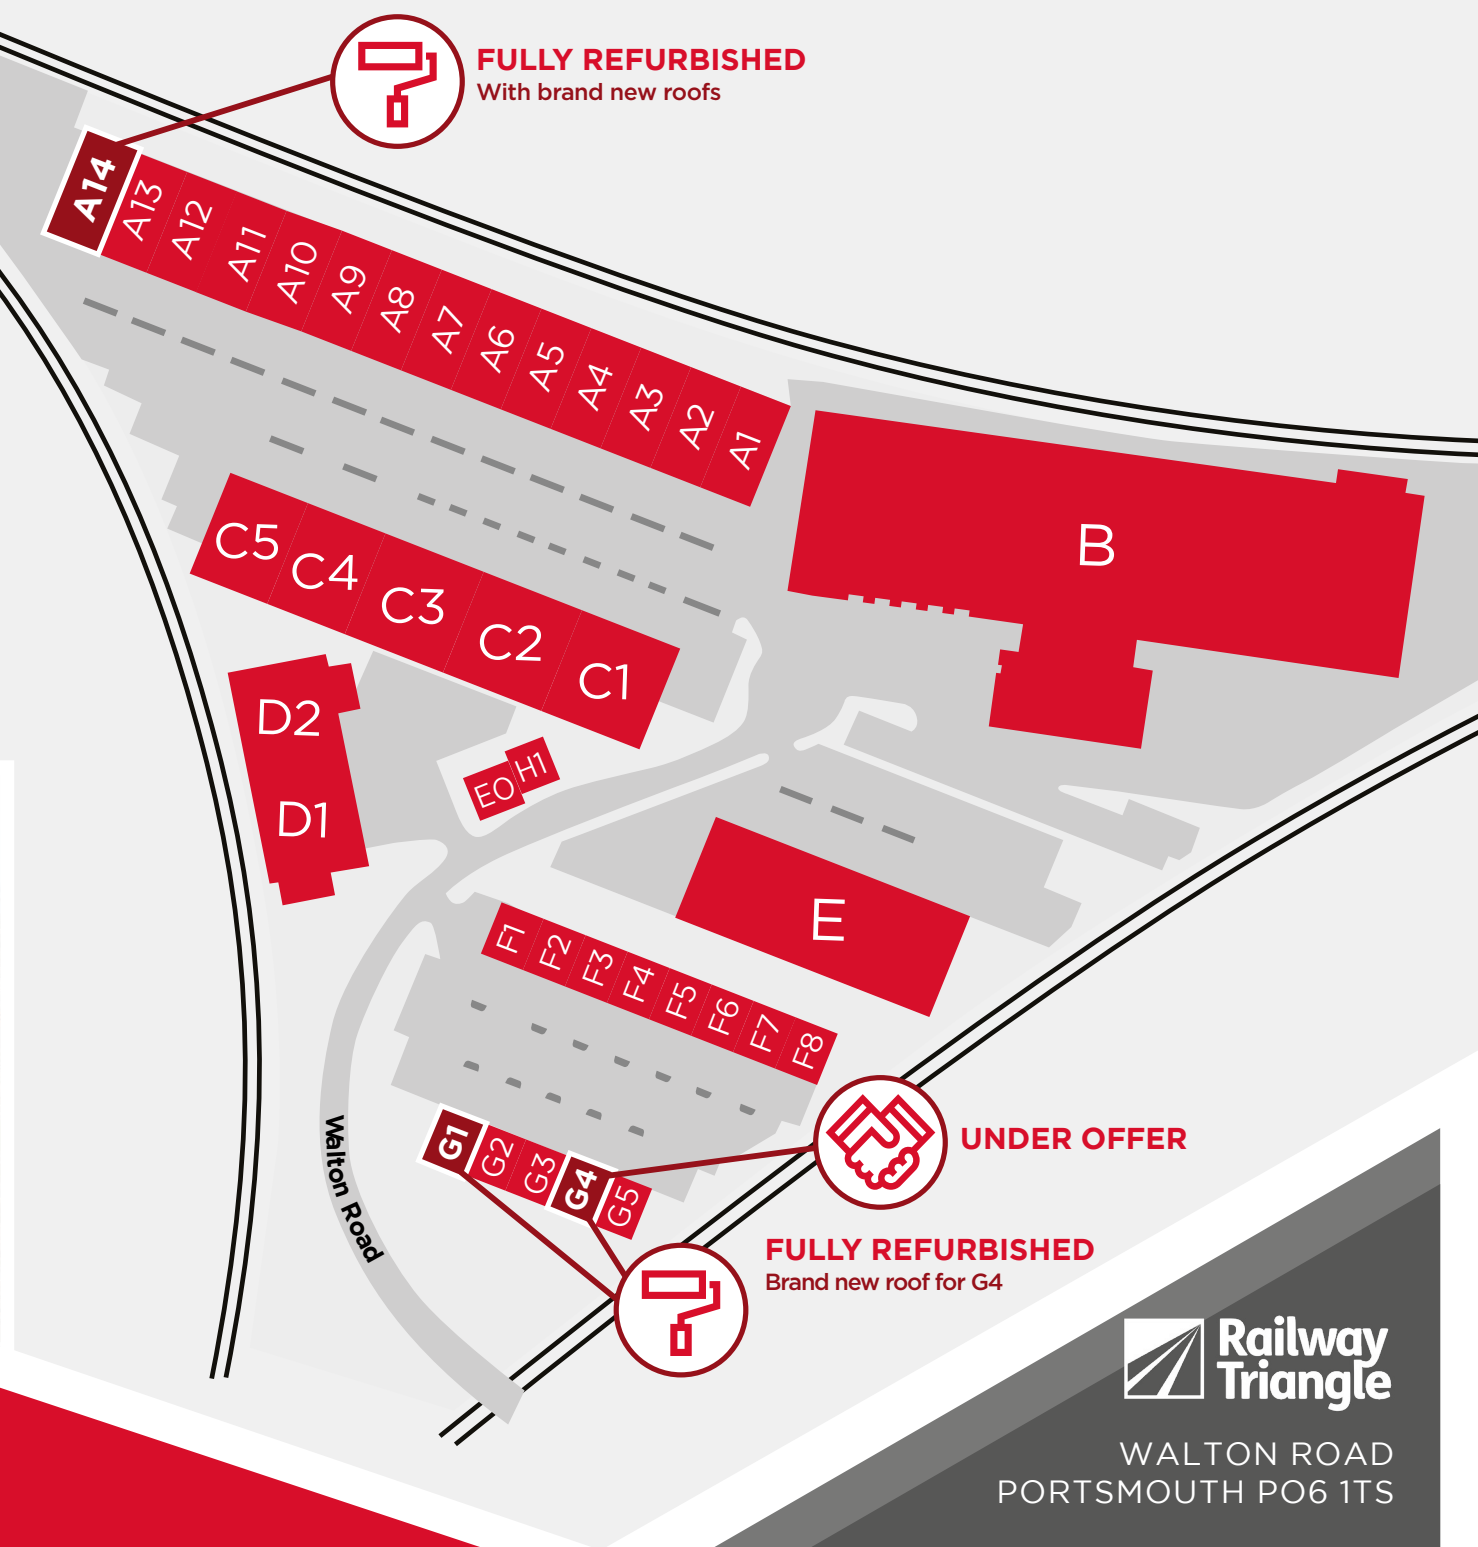 FULLY REFURBISHED
With brand new roofs
A14
A13
A12
A11
A10
A9
A8
A7
A6
A5
A4
A3
A2
A1
B
C5
C4
C3
C2
C1
D2
D1
EO
H1
E
F1
F2
F3
F4
F5
F6
F7
F8
G1
G2
G3
G4
G5
Walton Road
UNDER OFFER
FULLY REFURBISHED
Brand new roof for G4
Railway
Triangle
WALTON ROAD
PORTSMOUTH PO6 1TS